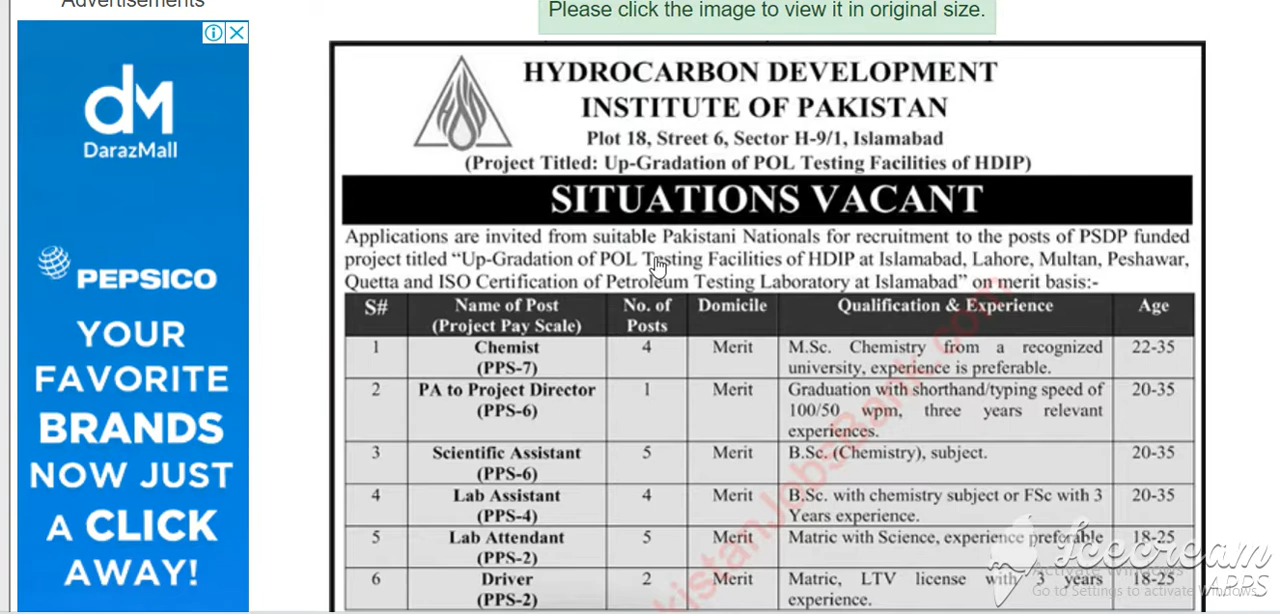 Advertisements
Please click the image to view it in original size.
dM
DarazMall
PEPSICO
YOUR
FAVORITE
BRANDS
NOW JUST
A CLICK
AWAY!
HYDROCARBON DEVELOPMENT
INSTITUTE OF PAKISTAN
Plot 18, Street 6, Sector H-9/1, Islamabad
(Project Titled: Up-Gradation of POL Testing Facilities of HDIP)
SITUATIONS VACANT
Applications are invited from suitable Pakistani Nationals for recruitment to the posts of PSDP funded
project titled “Up-Gradation of POL Testing Facilities of HDIP at Islamabad, Lahore, Multan, Peshawar,
Quetta and ISO Certification of Petroleum Testing Laboratory at Islamabad” on merit basis:-
S# Name of Post (Project Pay Scale) No. of Posts Domicile Qualification & Experience Age
1 Chemist (PPS-7) 4 Merit M.Sc. Chemistry from a recognized
university, experience is preferable. 22-35
2 PA to Project Director (PPS-6) 1 Merit Graduation with shorthand/typing speed of
100/50 wpm, three years relevant
experiences. 20-35
3 Scientific Assistant (PPS-6) 5 Merit B.Sc. (Chemistry), subject. 20-35
4 Lab Assistant (PPS-4) 4 Merit B.Sc. with chemistry subject or FSc with 3
Years experience. 20-35
5 Lab Attendant (PPS-2) 5 Merit Matric with Science, experience preferable 18-25
6 Driver (PPS-2) 2 Merit Matric, LTV license with 3 years
experience. 18-25
Icecream
APPS
Activate Windows
Go to Settings to activate Windows.